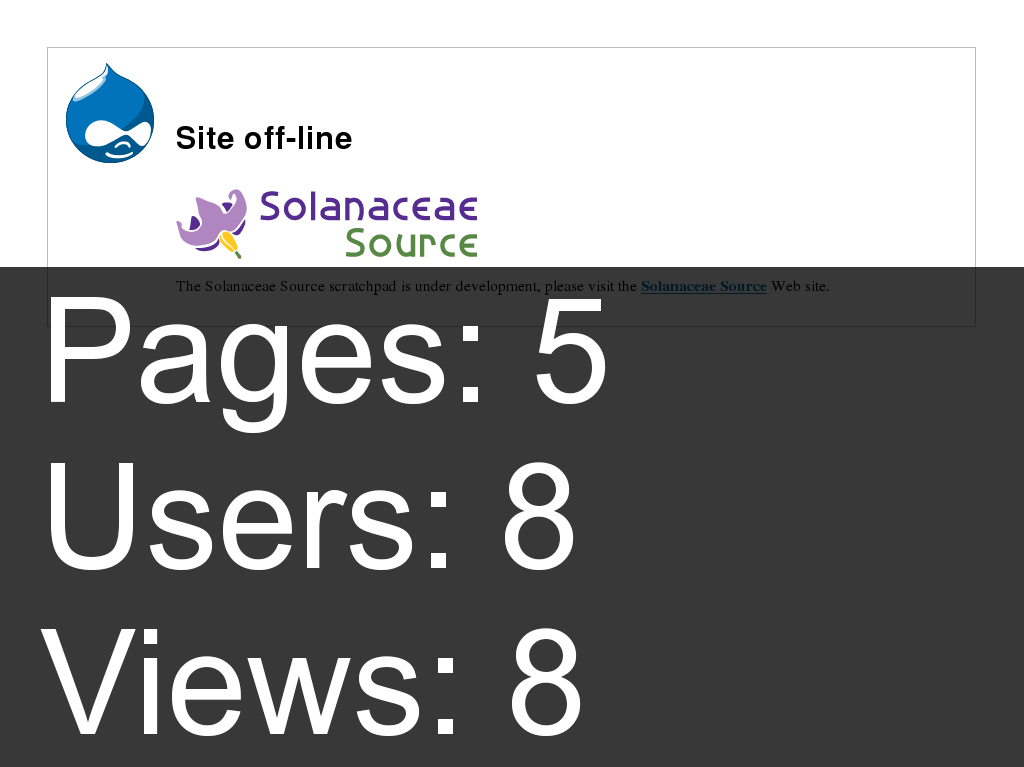 Site off-line
Solanaceae
Source
The Solanaceae Source scratchpad is under development, please visit the Solanaceae Source Web site.
Pages: 5
Users: 8
Views: 8